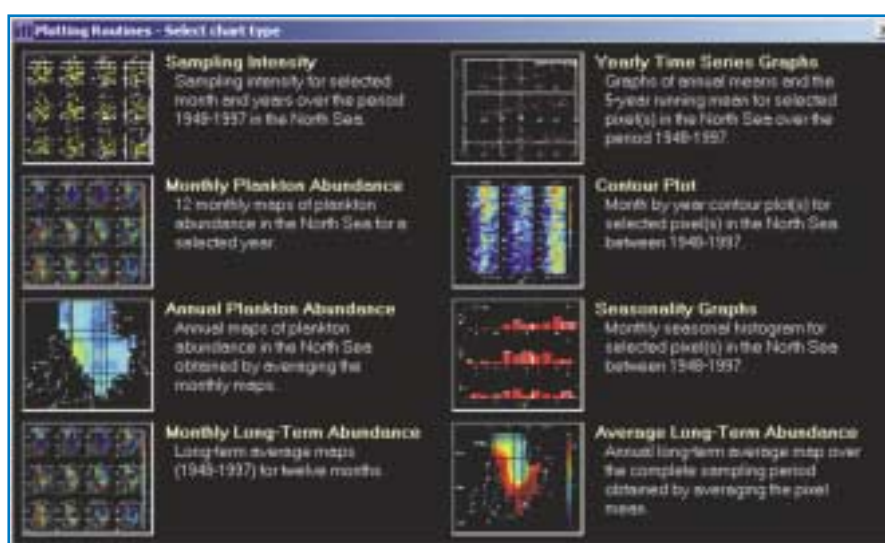 Plotting Routines - Select chart type
Sampling Intensity
Sampling intensity for selected
month and years over the period
1948-1997 in the North Sea.
Monthly Plankton Abundance
12 monthly maps of plankton
abundance in the North Sea for a
selected year.
Annual Plankton Abundance
Annual maps of plankton
abundance in the North Sea
obtained by averaging the
monthly maps.
Monthly Long-Term Abundance
Long-term average maps
(1948-1997) for twelve months.
Yearly Time Series Graphs
Graphs of annual means and the
5-year running mean for selected
pixel(s) in the North Sea over the
period 1948-1997.
Contour Plot
Month by year contour plot(s) for
selected pixel(s) in the North Sea
between 1948-1997.
Seasonality Graphs
Monthly seasonal histogram for
selected pixel(s) in the North Sea
between 1948-1997.
Average Long-Term Abundance
Annual long-term average map over
the complete sampling period
obtained by averaging the pixel